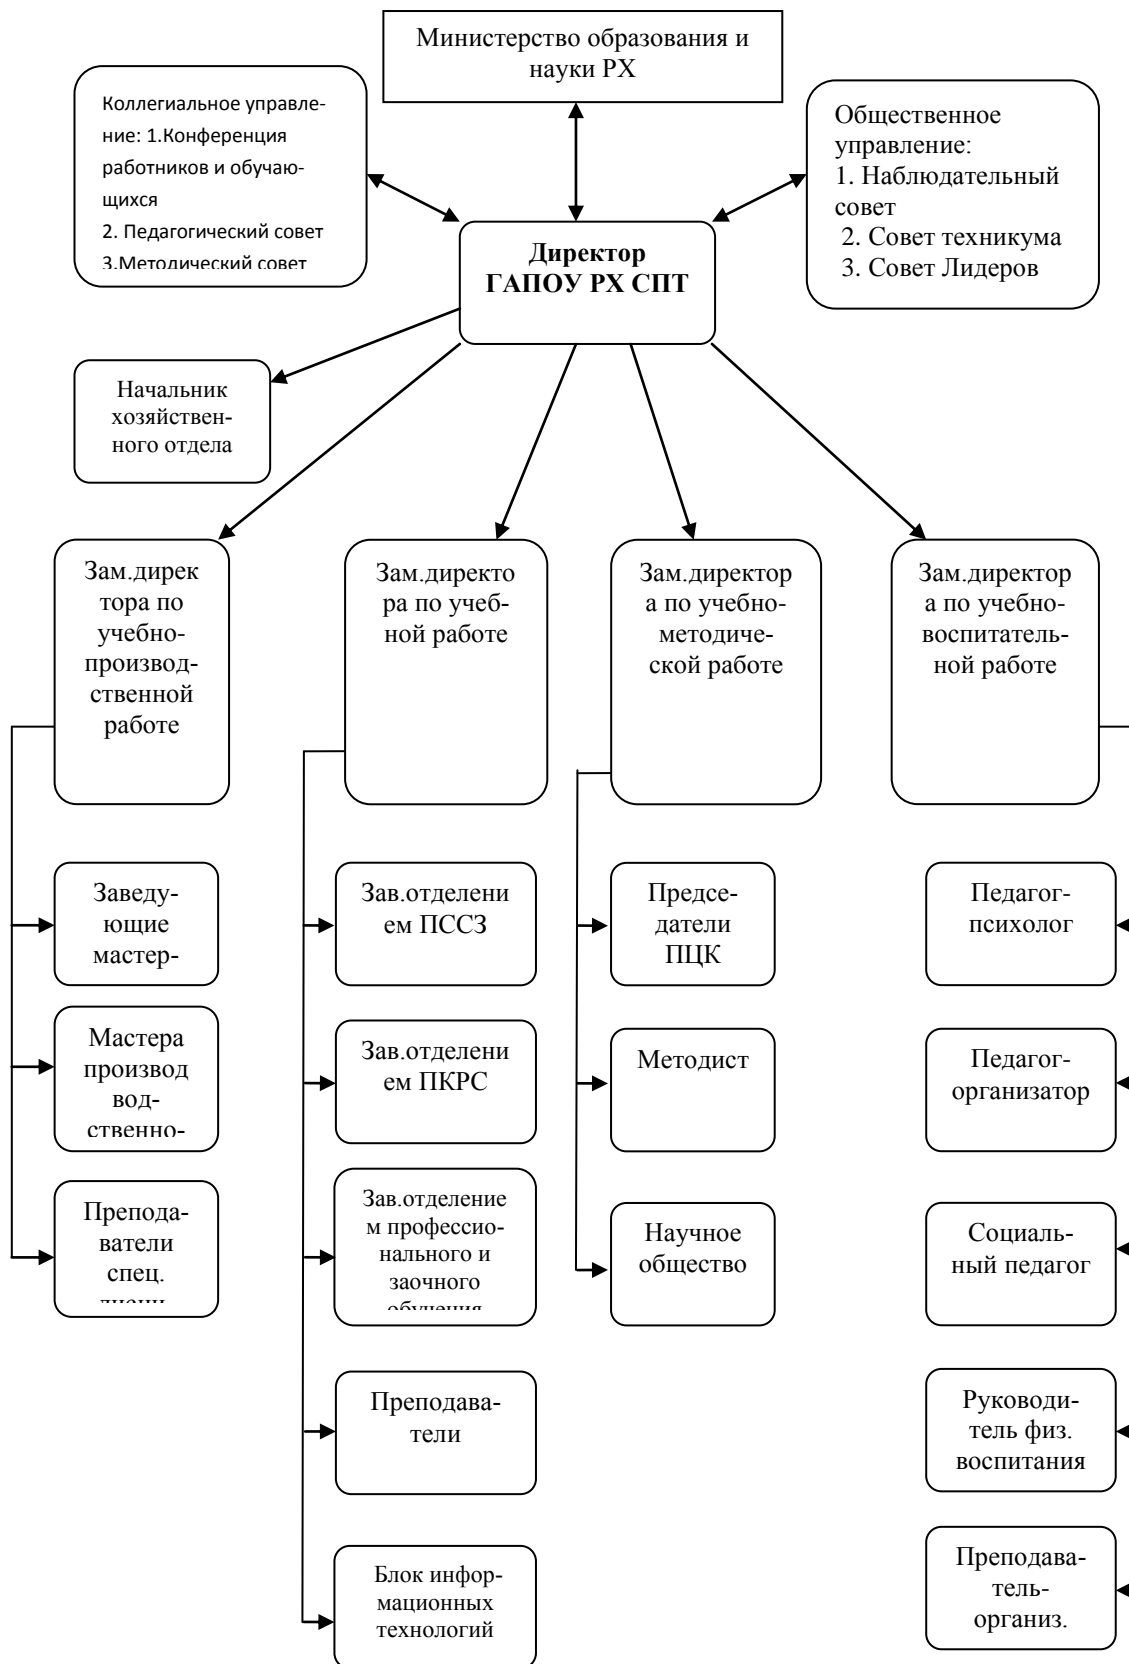 Министерство образования и
науки РХ
Коллегиальное управле-
ние: 1.Конференция
работников и обучаю-
щихся
2. Педагогический совет
3.Методический совет
Общественное
управление:
1. Наблюдательный
совет
2. Совет техникума
3. Совет Лидеров
Директор
ГАПОУ РХ СПТ
Начальник
хозяйствен-
ного отдела
Зам.дирек
тора по
учебно-
производ-
ственной
работе
Зам.директо
ра по учеб-
ной работе
Зам.директор
а по учебно-
методиче-
ской работе
Зам.директор
а по учебно-
воспитатель-
ной работе
Заведу-
ющие
мастер-
Зав.отделени
ем ПССЗ
Предсе-
датели
ПЦК
Педагог-
психолог
Мастера
производ
вод-
ственно-
Зав.отделени
ем ПКРС
Методист
Педагог-
организатор
Препода-
ватели
спец.
Зав.отделение
м профессио-
нального и
заочного
обучения
Научное
общество
Социаль-
ный педагог
Преподава-
тели
Руководи-
тель физ.
воспитания
Блок инфор-
мационных
технологий
Преподава-
тель-
организ.